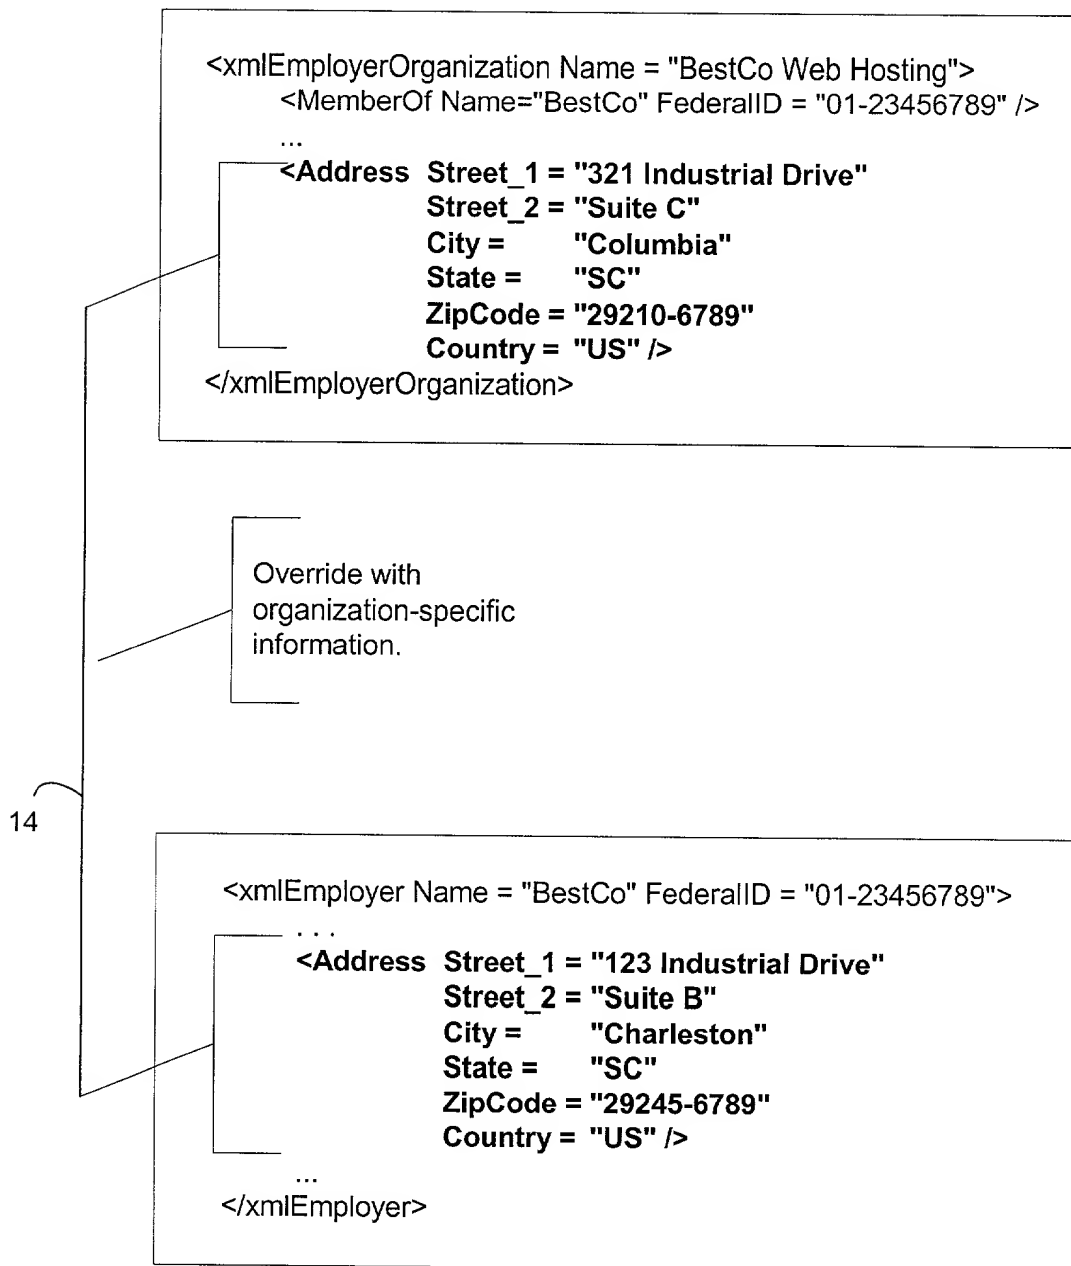 <xmlEmployerOrganization Name = "BestCo Web Hosting">
<MemberOf Name="BestCo" FederalID = "01-23456789" />
...
<Address Street_1 = "321 Industrial Drive"
Street_2 = "Suite C"
City = "Columbia"
State = "SC"
ZipCode = "29210-6789"
Country = "US" />
</xmlEmployerOrganization>
Override with
organization-specific
information.
14
<xmlEmployer Name = "BestCo" FederalID = "01-23456789">
. . .
<Address Street_1 = "123 Industrial Drive"
Street_2 = "Suite B"
City = "Charleston"
State = "SC"
ZipCode = "29245-6789"
Country = "US" />
...
</xmlEmployer>